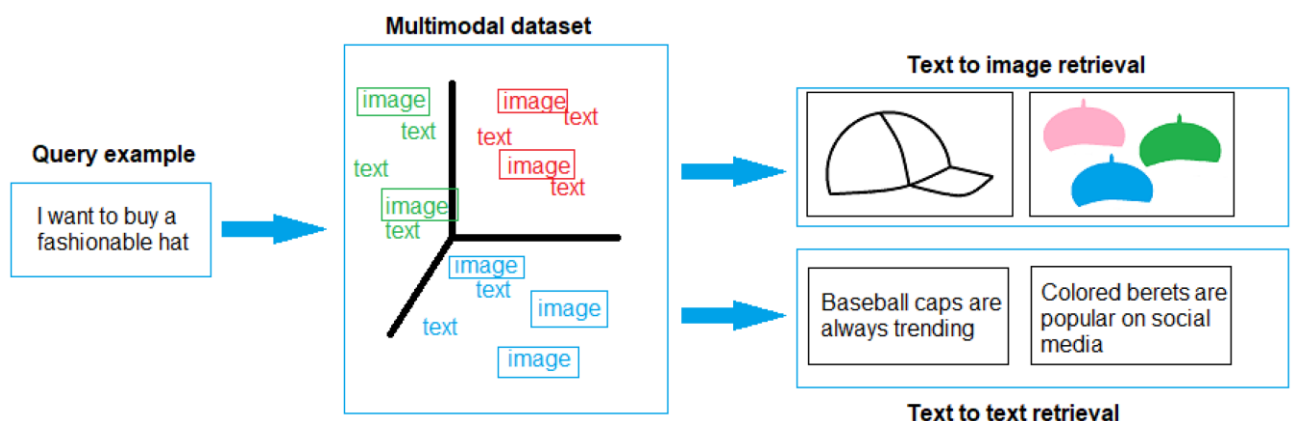 Multimodal dataset
Text to image retrieval
Query example
I want to buy a
fashionable hat
image
text
text
image
text
image
text
text
image
text
image
text
image
text
image
Baseball caps are
always trending
Colored berets are
popular on social
media
Text to text retrieval